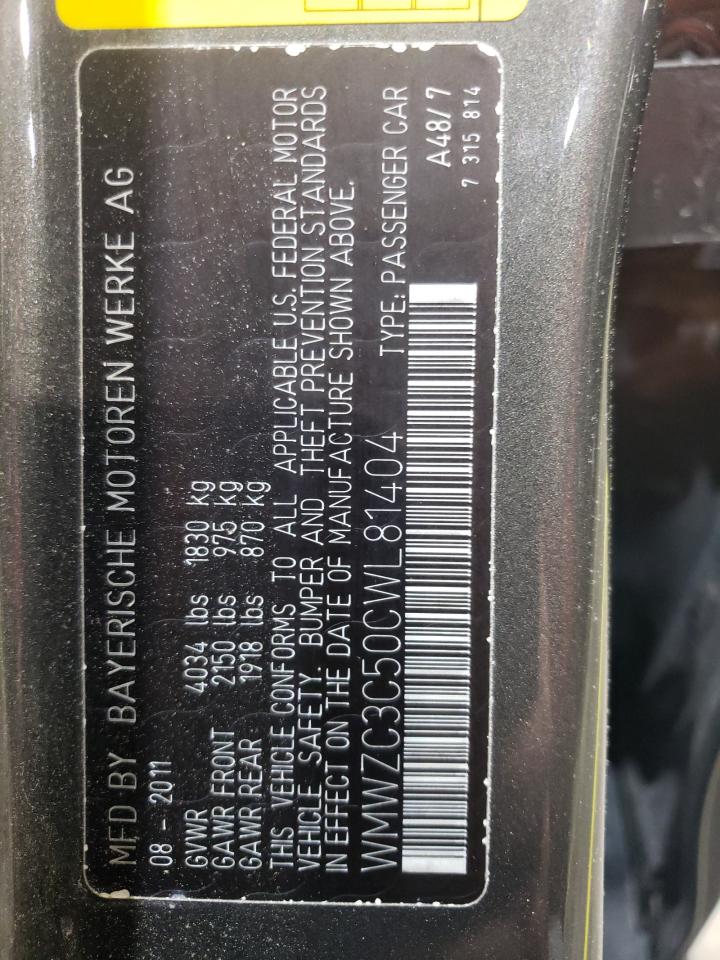 MFD BY BAYERISCHE MOTOREN WERKE AG
08 - 2011
GVWR 4034 lbs 1830 kg
GAWR FRONT 2150 lbs 975 kg
GAWR REAR 1918 lbs 870 kg
THIS VEHICLE CONFORMS TO ALL APPLICABLE U.S. FEDERAL MOTOR
VEHICLE SAFETY. BUMPER AND THEFT PREVENTION STANDARDS
IN EFFECT ON THE DATE OF MANUFACTURE SHOWN ABOVE.
WMWZC3C50CWL81404 TYPE: PASSENGER CAR
A48/ 7
7 315 814